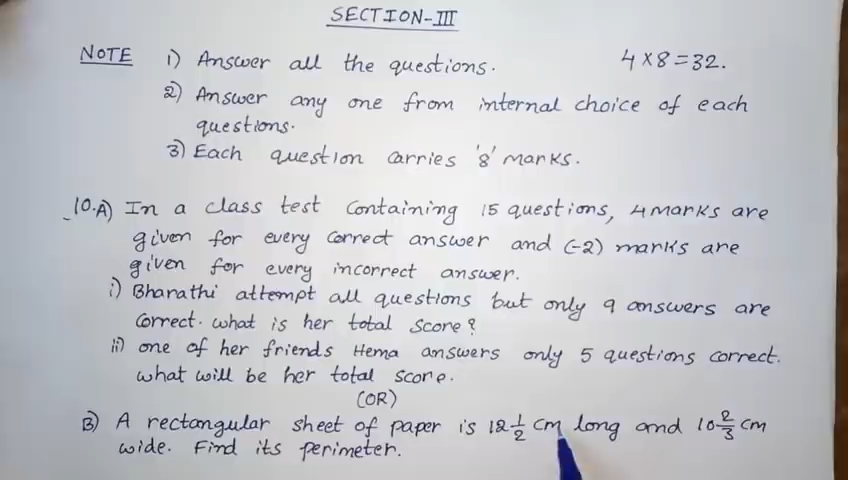 SECTION-III
NOTE 1) Answer all the questions. 4×8=32.
2) Answer any one from internal choice of each
questions.
3) Each question carries '8' marks.
10.A) In a class test containing 15 questions, 4 marks are
given for every correct answer and (-2) marks are
given for every incorrect answer.
i) Bharathi attempt all questions but only 9 answers are
correct. what is her total score?
ii) one of her friends Hema answers only 5 questions correct.
what will be her total score.
(OR)
B) A rectangular sheet of paper is 12 1/2 cm long and 10 2/3 cm
wide. Find its perimeter.